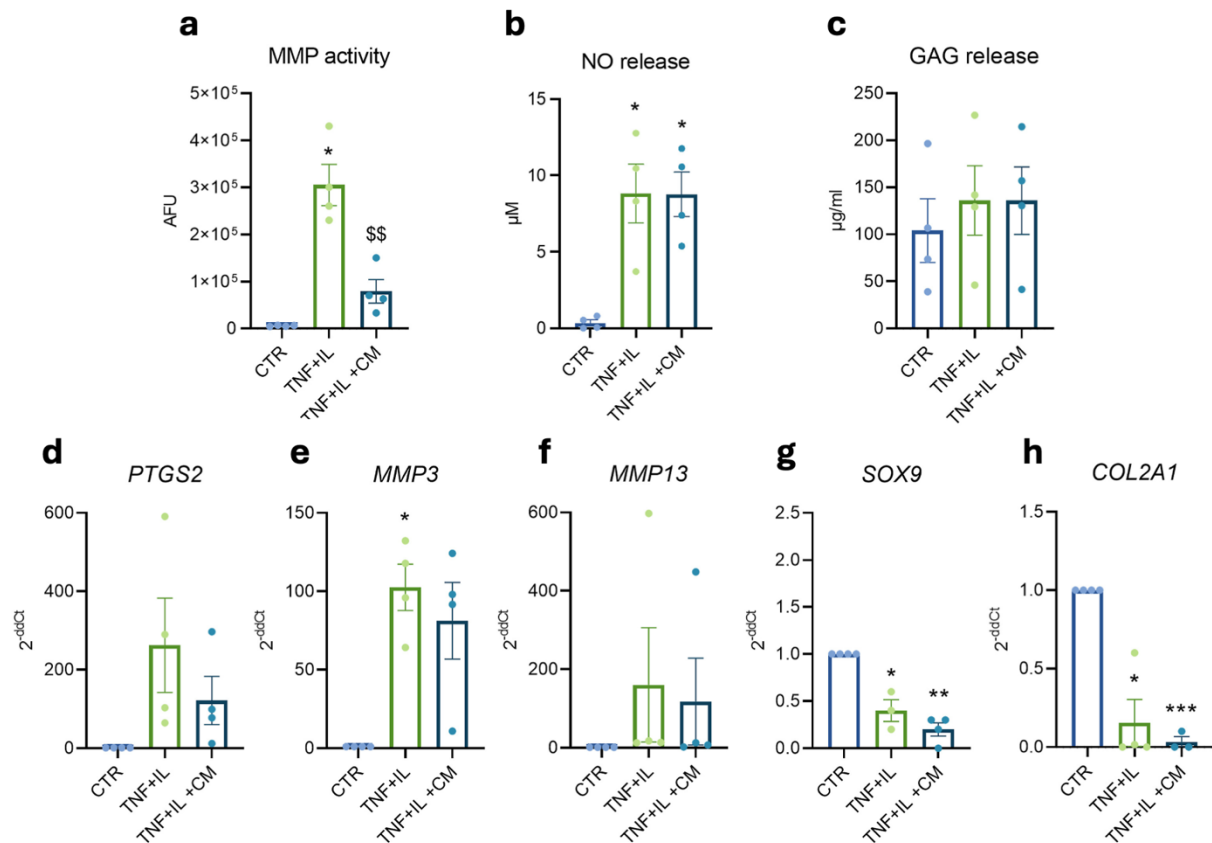 a
MMP activity
5×10⁵
4×10⁵
3×10⁵
2×10⁵
1×10⁵
0
AFU
*
$$
CTR
TNF+IL
TNF+IL +CM
b
NO release
15
10
5
0
µM
*
*
CTR
TNF+IL
TNF+IL +CM
c
GAG release
250
200
150
100
50
0
µg/ml
CTR
TNF+IL
TNF+IL +CM
d
PTGS2
600
400
200
0
2^-ddCt
CTR
TNF+IL
TNF+IL +CM
e
MMP3
150
100
50
0
2^-ddCt
*
CTR
TNF+IL
TNF+IL +CM
f
MMP13
600
400
200
0
2^-ddCt
CTR
TNF+IL
TNF+IL +CM
g
SOX9
2.5
2.0
1.5
1.0
0.5
0.0
2^-ddCt
*
**
CTR
TNF+IL
TNF+IL +CM
h
COL2A1
1.5
1.0
0.5
0.0
2^-ddCt
*
***
CTR
TNF+IL
TNF+IL +CM